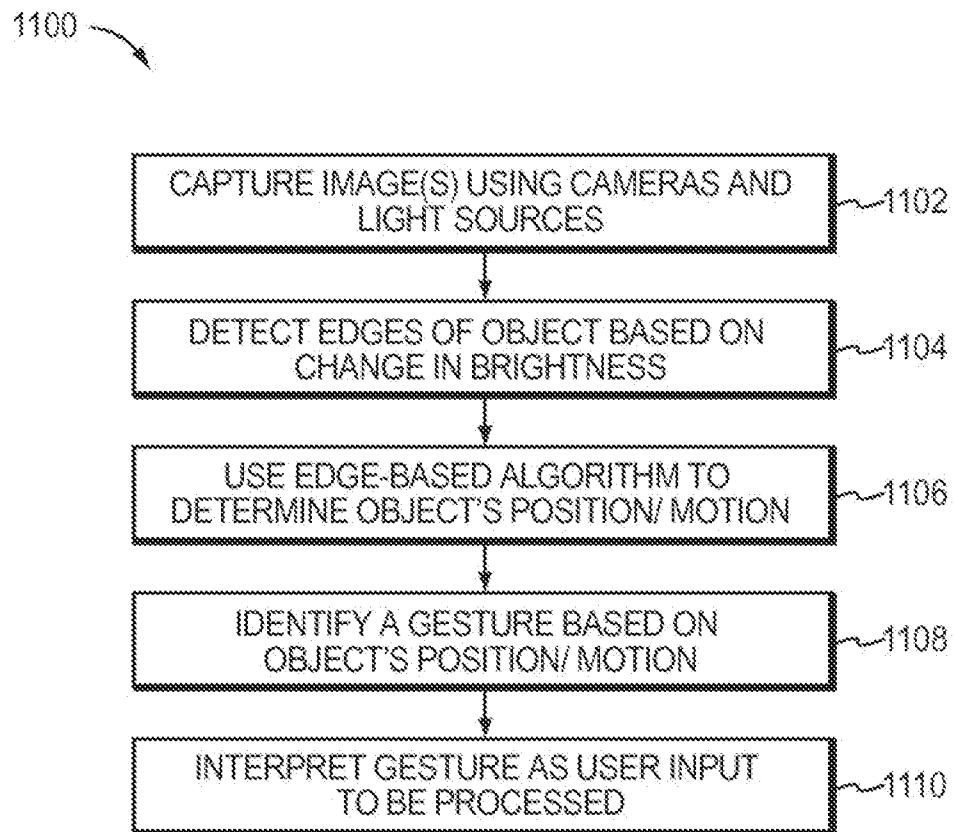 1100
CAPTURE IMAGE(S) USING CAMERAS AND
LIGHT SOURCES
1102
DETECT EDGES OF OBJECT BASED ON
CHANGE IN BRIGHTNESS
1104
USE EDGE-BASED ALGORITHM TO
DETERMINE OBJECT'S POSITION/ MOTION
1106
IDENTIFY A GESTURE BASED ON
OBJECT'S POSITION/ MOTION
1108
INTERPRET GESTURE AS USER INPUT
TO BE PROCESSED
1110